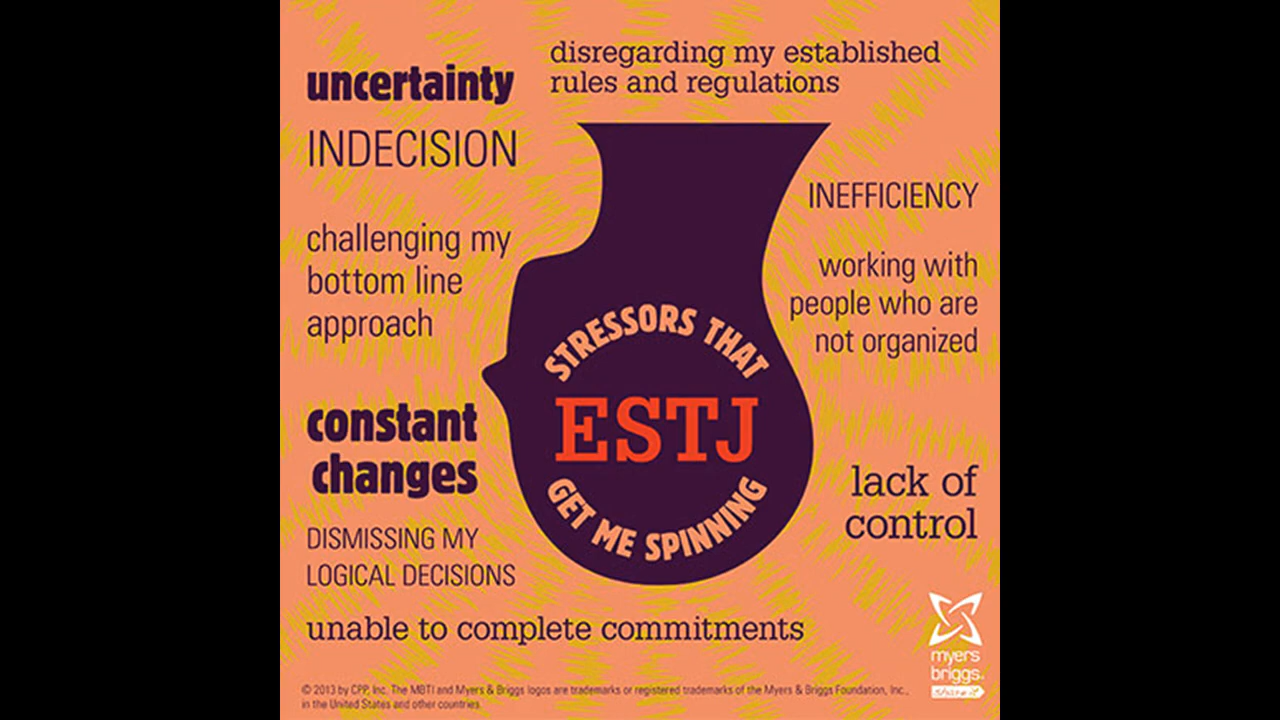 uncertainty
INDECISION
disregarding my established
rules and regulations
challenging my
bottom line
approach
INEFFICIENCY
working with
people who are
not organized
STRESSORS THAT
ESTJ
GET ME SPINNING
constant
changes
lack of
control
DISMISSING MY
LOGICAL DECISIONS
unable to complete commitments
myers
briggs®
© 2013 by CPP, Inc. The MBTI and Myers & Briggs logos are trademarks or registered trademarks of the Myers & Briggs Foundation, Inc.,
in the United States and other countries